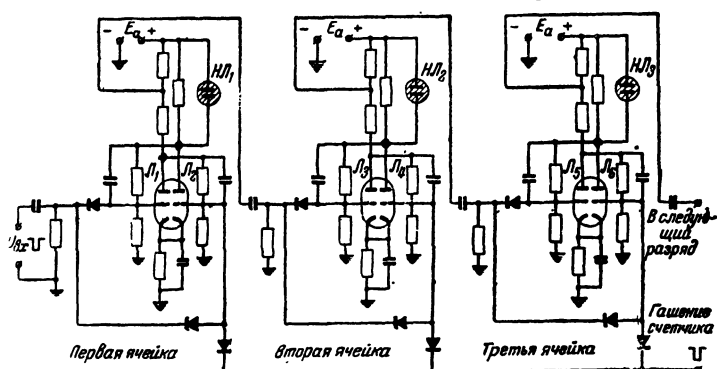 - Eа +
НЛ1
- Eа +
НЛ2
- Eа +
НЛ3
Л1 Л2
Л3 Л4
Л5 Л6
Uвх
В следую-
щий
разряд
Гашение
счетчика
Первая ячейка
Вторая ячейка
Третья ячейка